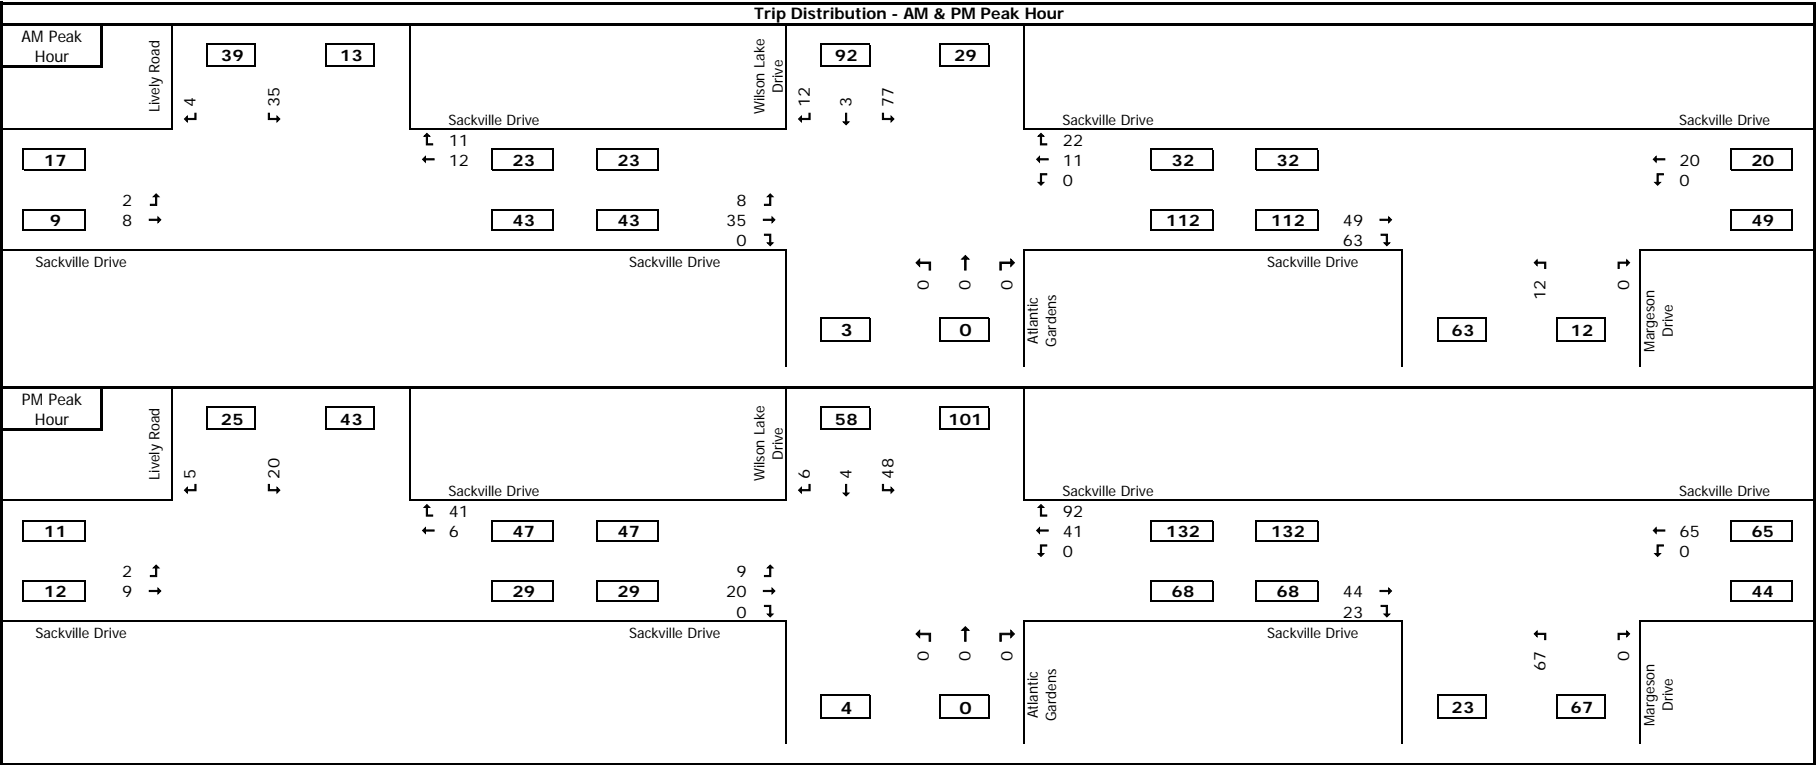 Trip Distribution - AM & PM Peak Hour
AM Peak
Hour
Lively Road
39 13
Wilson Lake
Drive
92 29
4 35
12 3 77
Sackville Drive Sackville Drive Sackville Drive
11 22
17 12 23 23 11 32 32 20 20
0 0
2 8
9 8 43 43 35 112 112 49 49
0 63
Sackville Drive Sackville Drive Sackville Drive
0 0 0 12 0
Atlantic
Gardens
Margeson
Drive
3 0 63 12
PM Peak
Hour
Lively Road
25 43
Wilson Lake
Drive
58 101
5 20
6 4 48
Sackville Drive Sackville Drive Sackville Drive
41 92
11 6 47 47 41 132 132 65 65
0 0
2 9
12 9 29 29 20 68 68 44 44
0 23
Sackville Drive Sackville Drive Sackville Drive
0 0 0 67 0
Atlantic
Gardens
Margeson
Drive
4 0 23 67